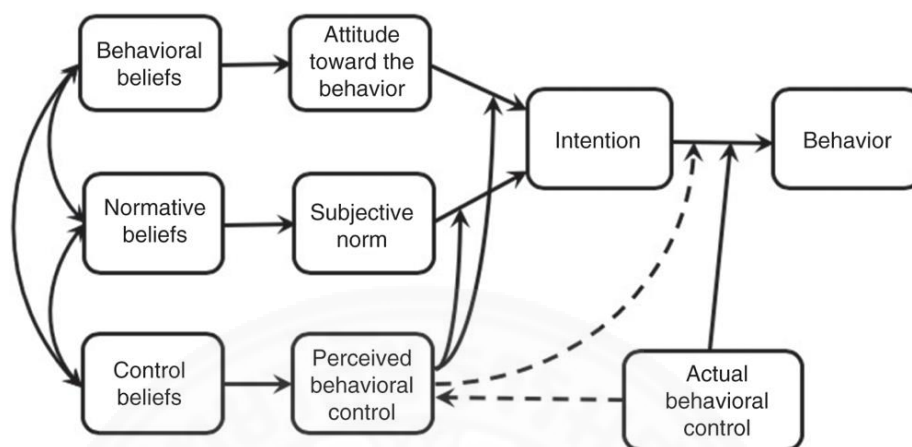 Behavioral
beliefs
Attitude
toward the
behavior
Intention
Behavior
Normative
beliefs
Subjective
norm
Control
beliefs
Perceived
behavioral
control
Actual
behavioral
control